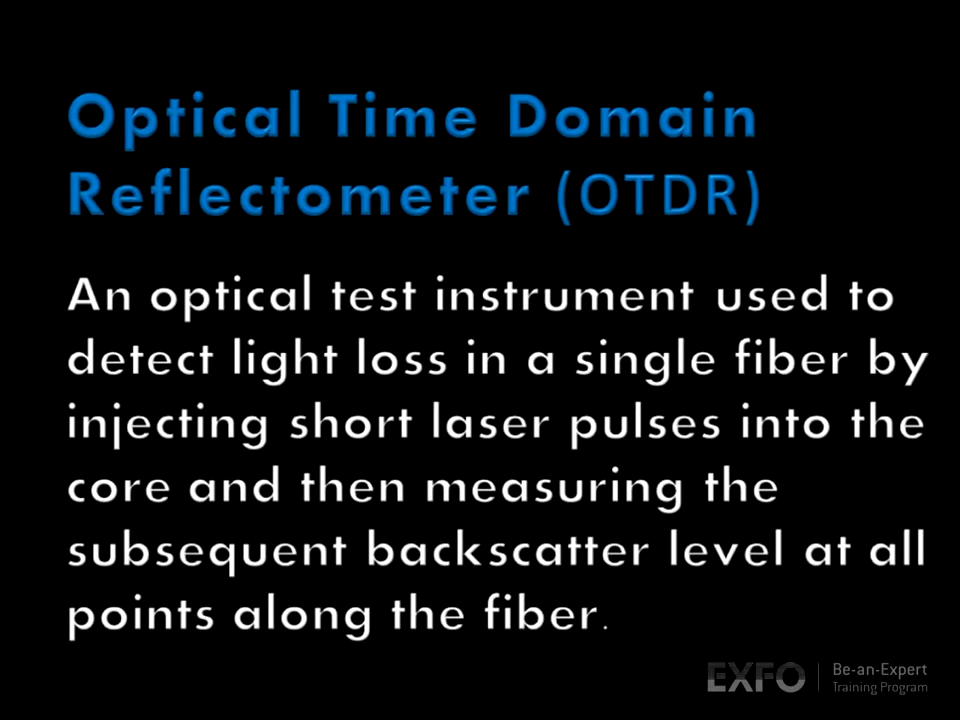 Optical Time Domain
Reflectometer (OTDR)
An optical test instrument used to
detect light loss in a single fiber by
injecting short laser pulses into the
core and then measuring the
subsequent backscatter level at all
points along the fiber.
EXFO
Be-an-Expert
Training Program